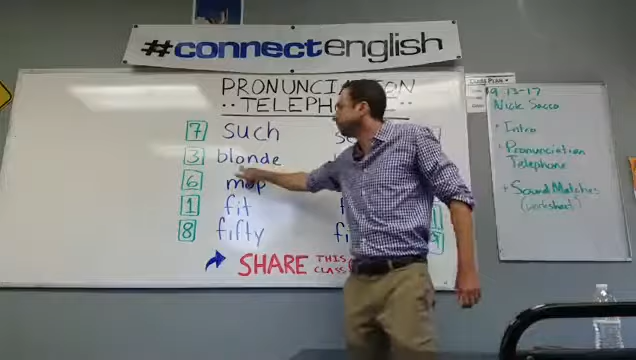 #connectenglish
PRONUNCIATION
TELEPHO
7 such
3 blonde
6 mop
1 fit
8 fifty
SHARE THIS
CLASS
9-13-17
Nick Sacco
Intro
Pronunciation
Telephone
Sound Matches
(worksheet)